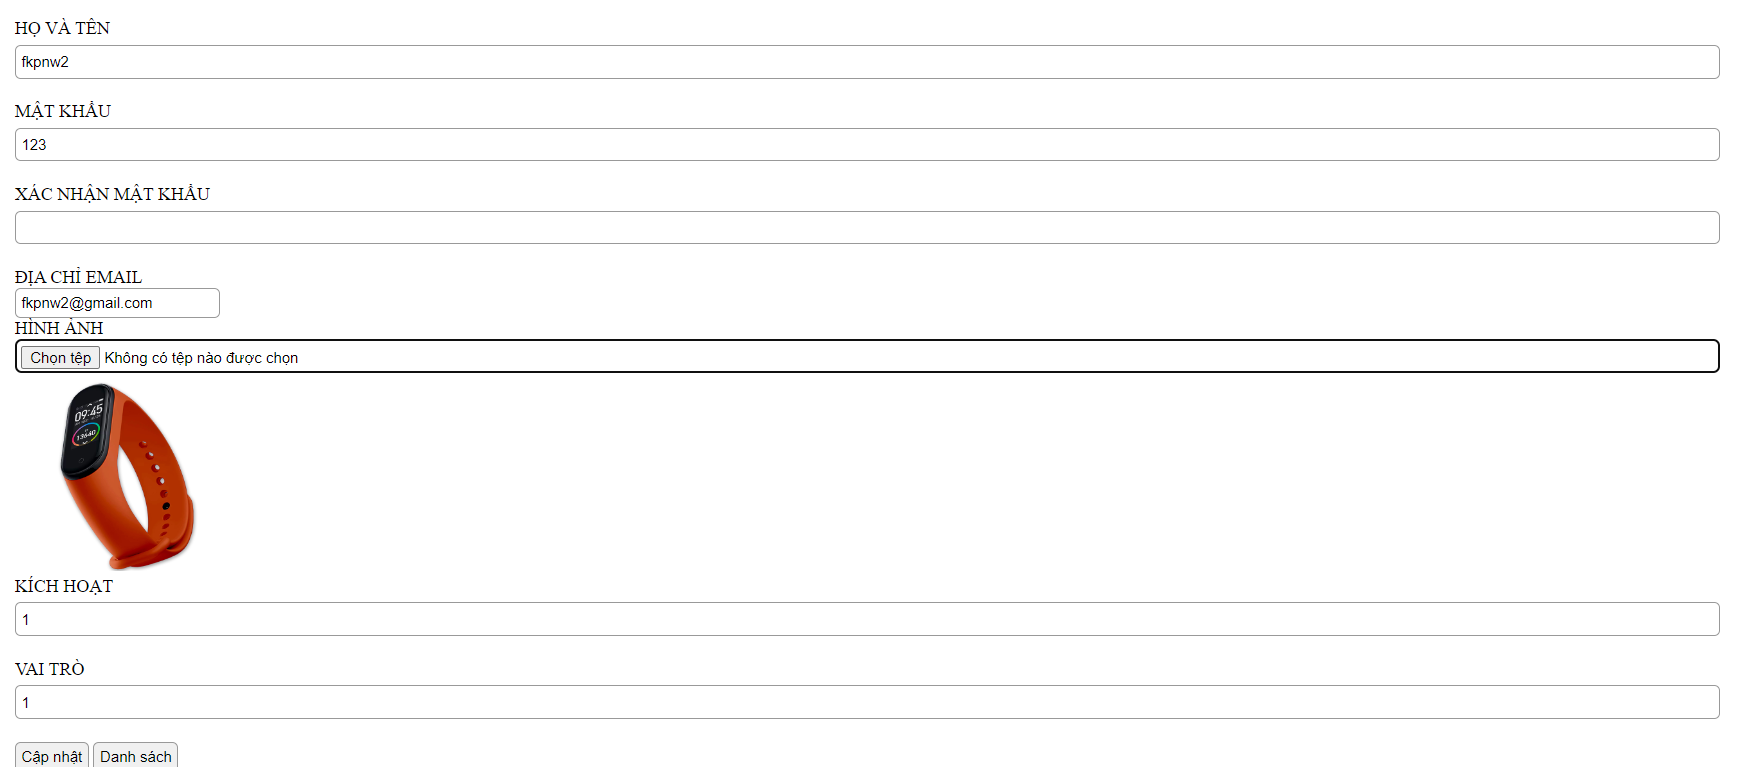 HỌ VÀ TÊN
fkpnw2
MẬT KHẨU
123
XÁC NHẬN MẬT KHẨU
ĐỊA CHỈ EMAIL
fkpnw2@gmail.com
HÌNH ẢNH
Chọn tệp Không có tệp nào được chọn
09:45
13640
KÍCH HOẠT
1
VAI TRÒ
1
Cập nhật Danh sách